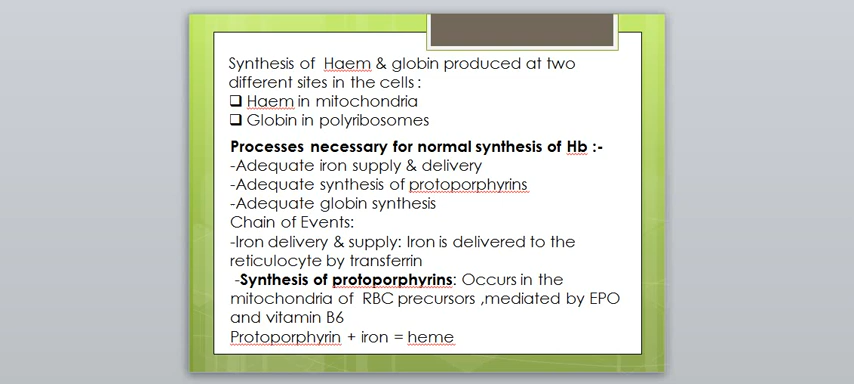 Synthesis of Haem & globin produced at two
different sites in the cells :
❑ Haem in mitochondria
❑ Globin in polyribosomes
Processes necessary for normal synthesis of Hb :-
-Adequate iron supply & delivery
-Adequate synthesis of protoporphyrins
-Adequate globin synthesis
Chain of Events:
-Iron delivery & supply: Iron is delivered to the
reticulocyte by transferrin
-Synthesis of protoporphyrins: Occurs in the
mitochondria of RBC precursors ,mediated by EPO
and vitamin B6
Protoporphyrin + iron = heme